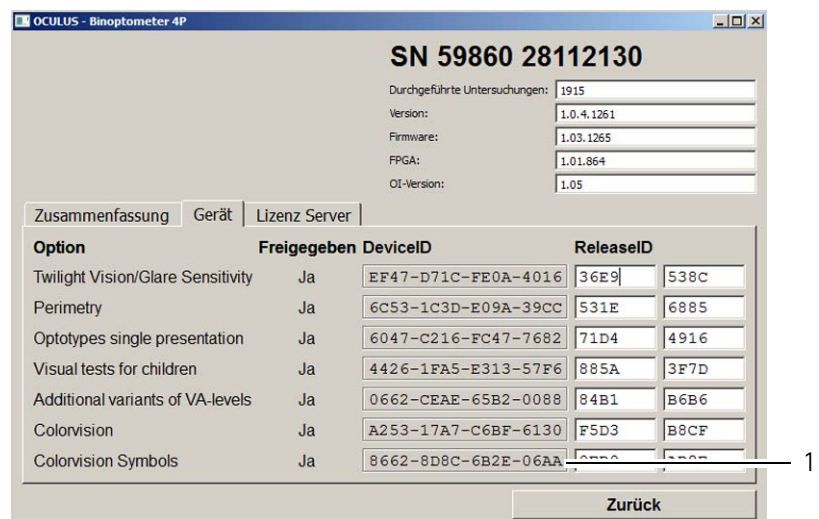 OCULUS - Binoptometer 4P
SN 59860 28112130
Durchgeführte Untersuchungen: 1915
Version: 1.0.4.1261
Firmware: 1.03.1265
FPGA: 1.01.864
OI-Version: 1.05
Zusammenfassung Gerät Lizenz Server
Option Freigegeben DeviceID ReleaseID
Twilight Vision/Glare Sensitivity Ja EF47-D71C-FE0A-4016 36E9 538C
Perimetry Ja 6C53-1C3D-E09A-39CC 531E 6885
Optotypes single presentation Ja 6047-C216-FC47-7682 71D4 4916
Visual tests for children Ja 4426-1FA5-E313-57F6 885A 3F7D
Additional variants of VA-levels Ja 0662-CEAE-65B2-0088 84B1 B6B6
Colorvision Ja A253-17A7-C6BF-6130 F5D3 B8CF
Colorvision Symbols Ja 8662-8D8C-6B2E-06AA 1
Zurück